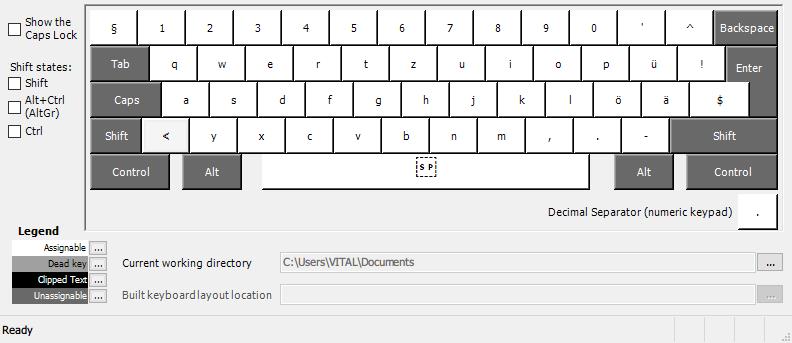 Show the
Caps Lock
Shift states:
Shift
Alt+Ctrl
(AltGr)
Ctrl
§ 1 2 3 4 5 6 7 8 9 0 ' ^ Backspace
Tab q w e r t z u i o p ü ! Enter
Caps a s d f g h j k l ö ä $
Shift < y x c v b n m , . - Shift
Control Alt SP Alt Control
Decimal Separator (numeric keypad) .
Legend
Assignable ...
Dead key ...
Clipped Text ...
Unassignable ...
Current working directory C:\Users\VITAL\Documents ...
Built keyboard layout location ...
Ready